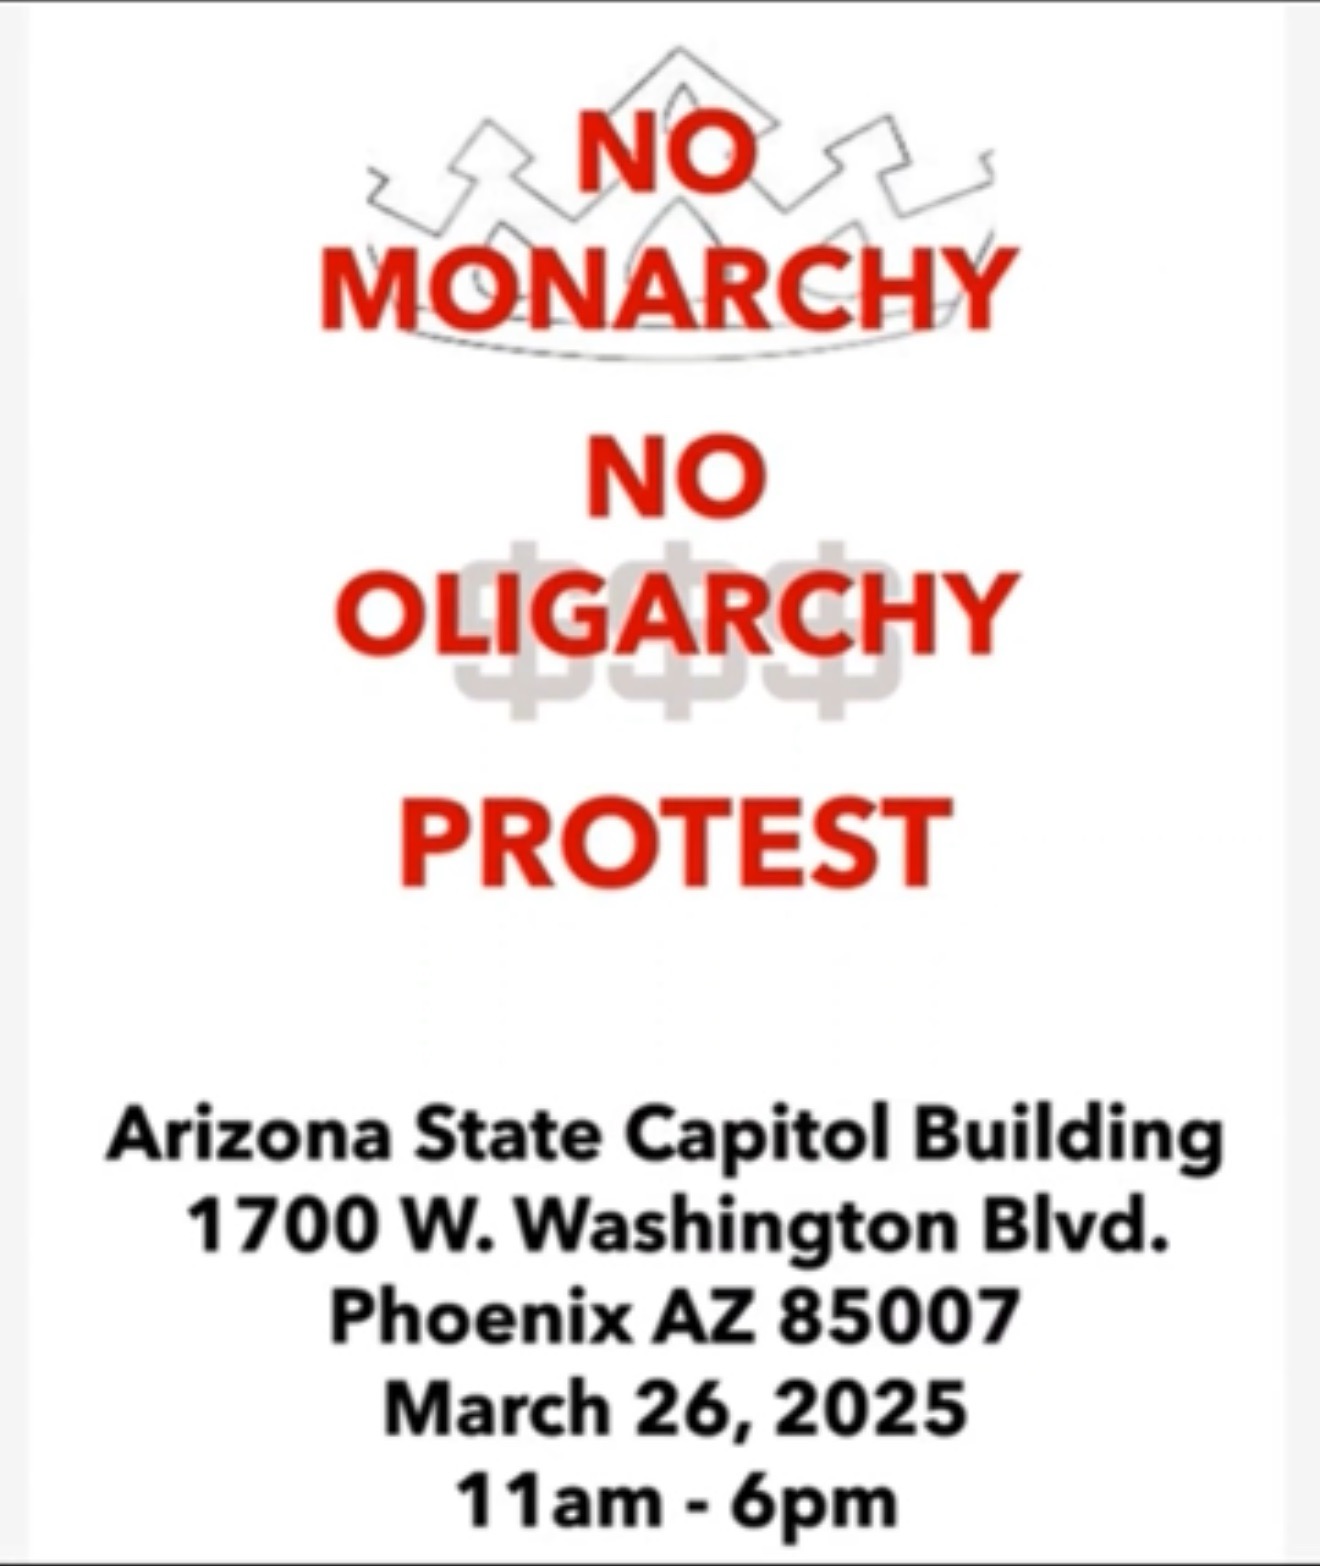 NO
MONARCHY
NO
$$$
OLIGARCHY
PROTEST
Arizona State Capitol Building
1700 W. Washington Blvd.
Phoenix AZ 85007
March 26, 2025
11am - 6pm